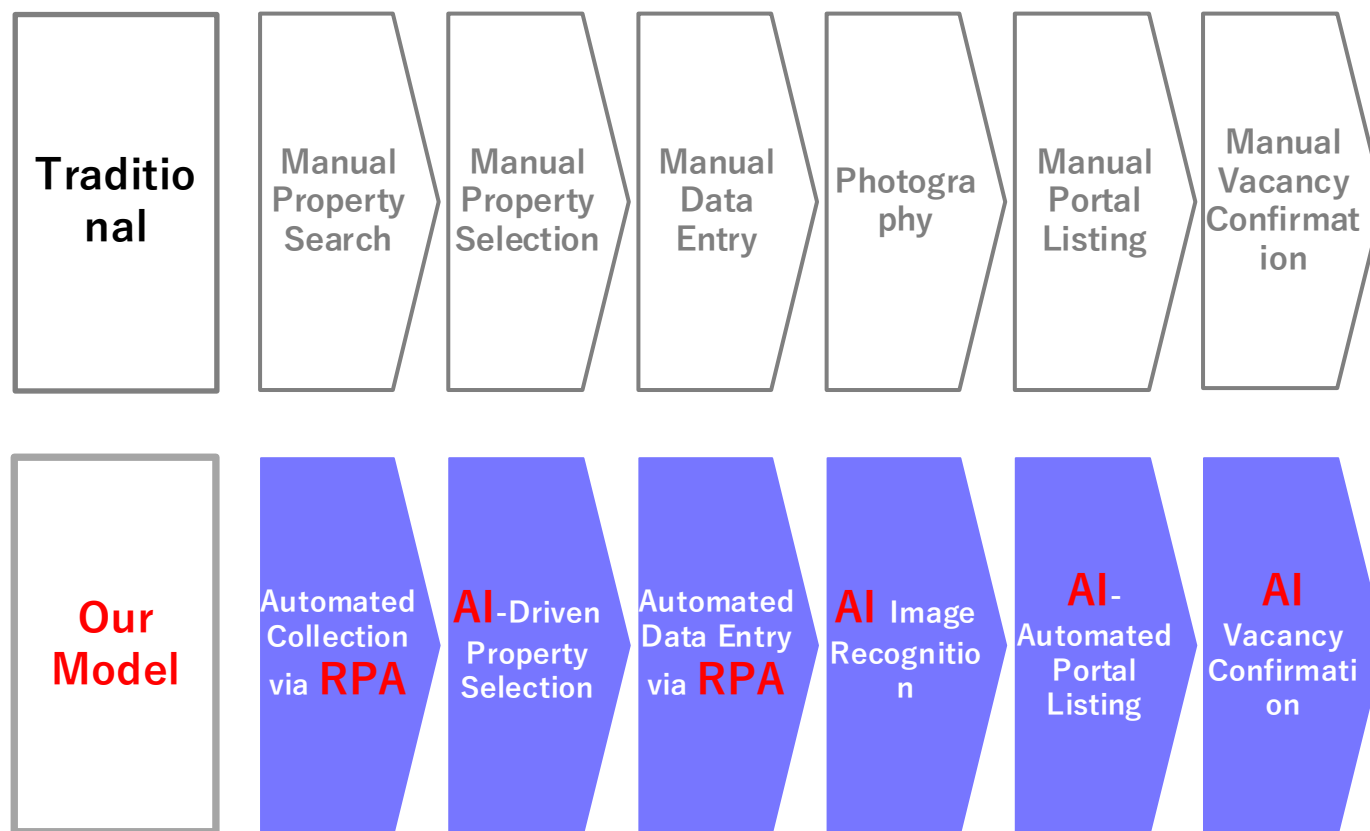 Traditio
nal
Manual
Property
Search
Manual
Property
Selection
Manual
Data
Entry
Photogra
phy
Manual
Portal
Listing
Manual
Vacancy
Confirmat
ion
Our
Model
Automated
Collection
via RPA
AI-Driven
Property
Selection
Automated
Data Entry
via RPA
AI Image
Recognitio
n
AI-
Automated
Portal
Listing
AI
Vacancy
Confirmati
on